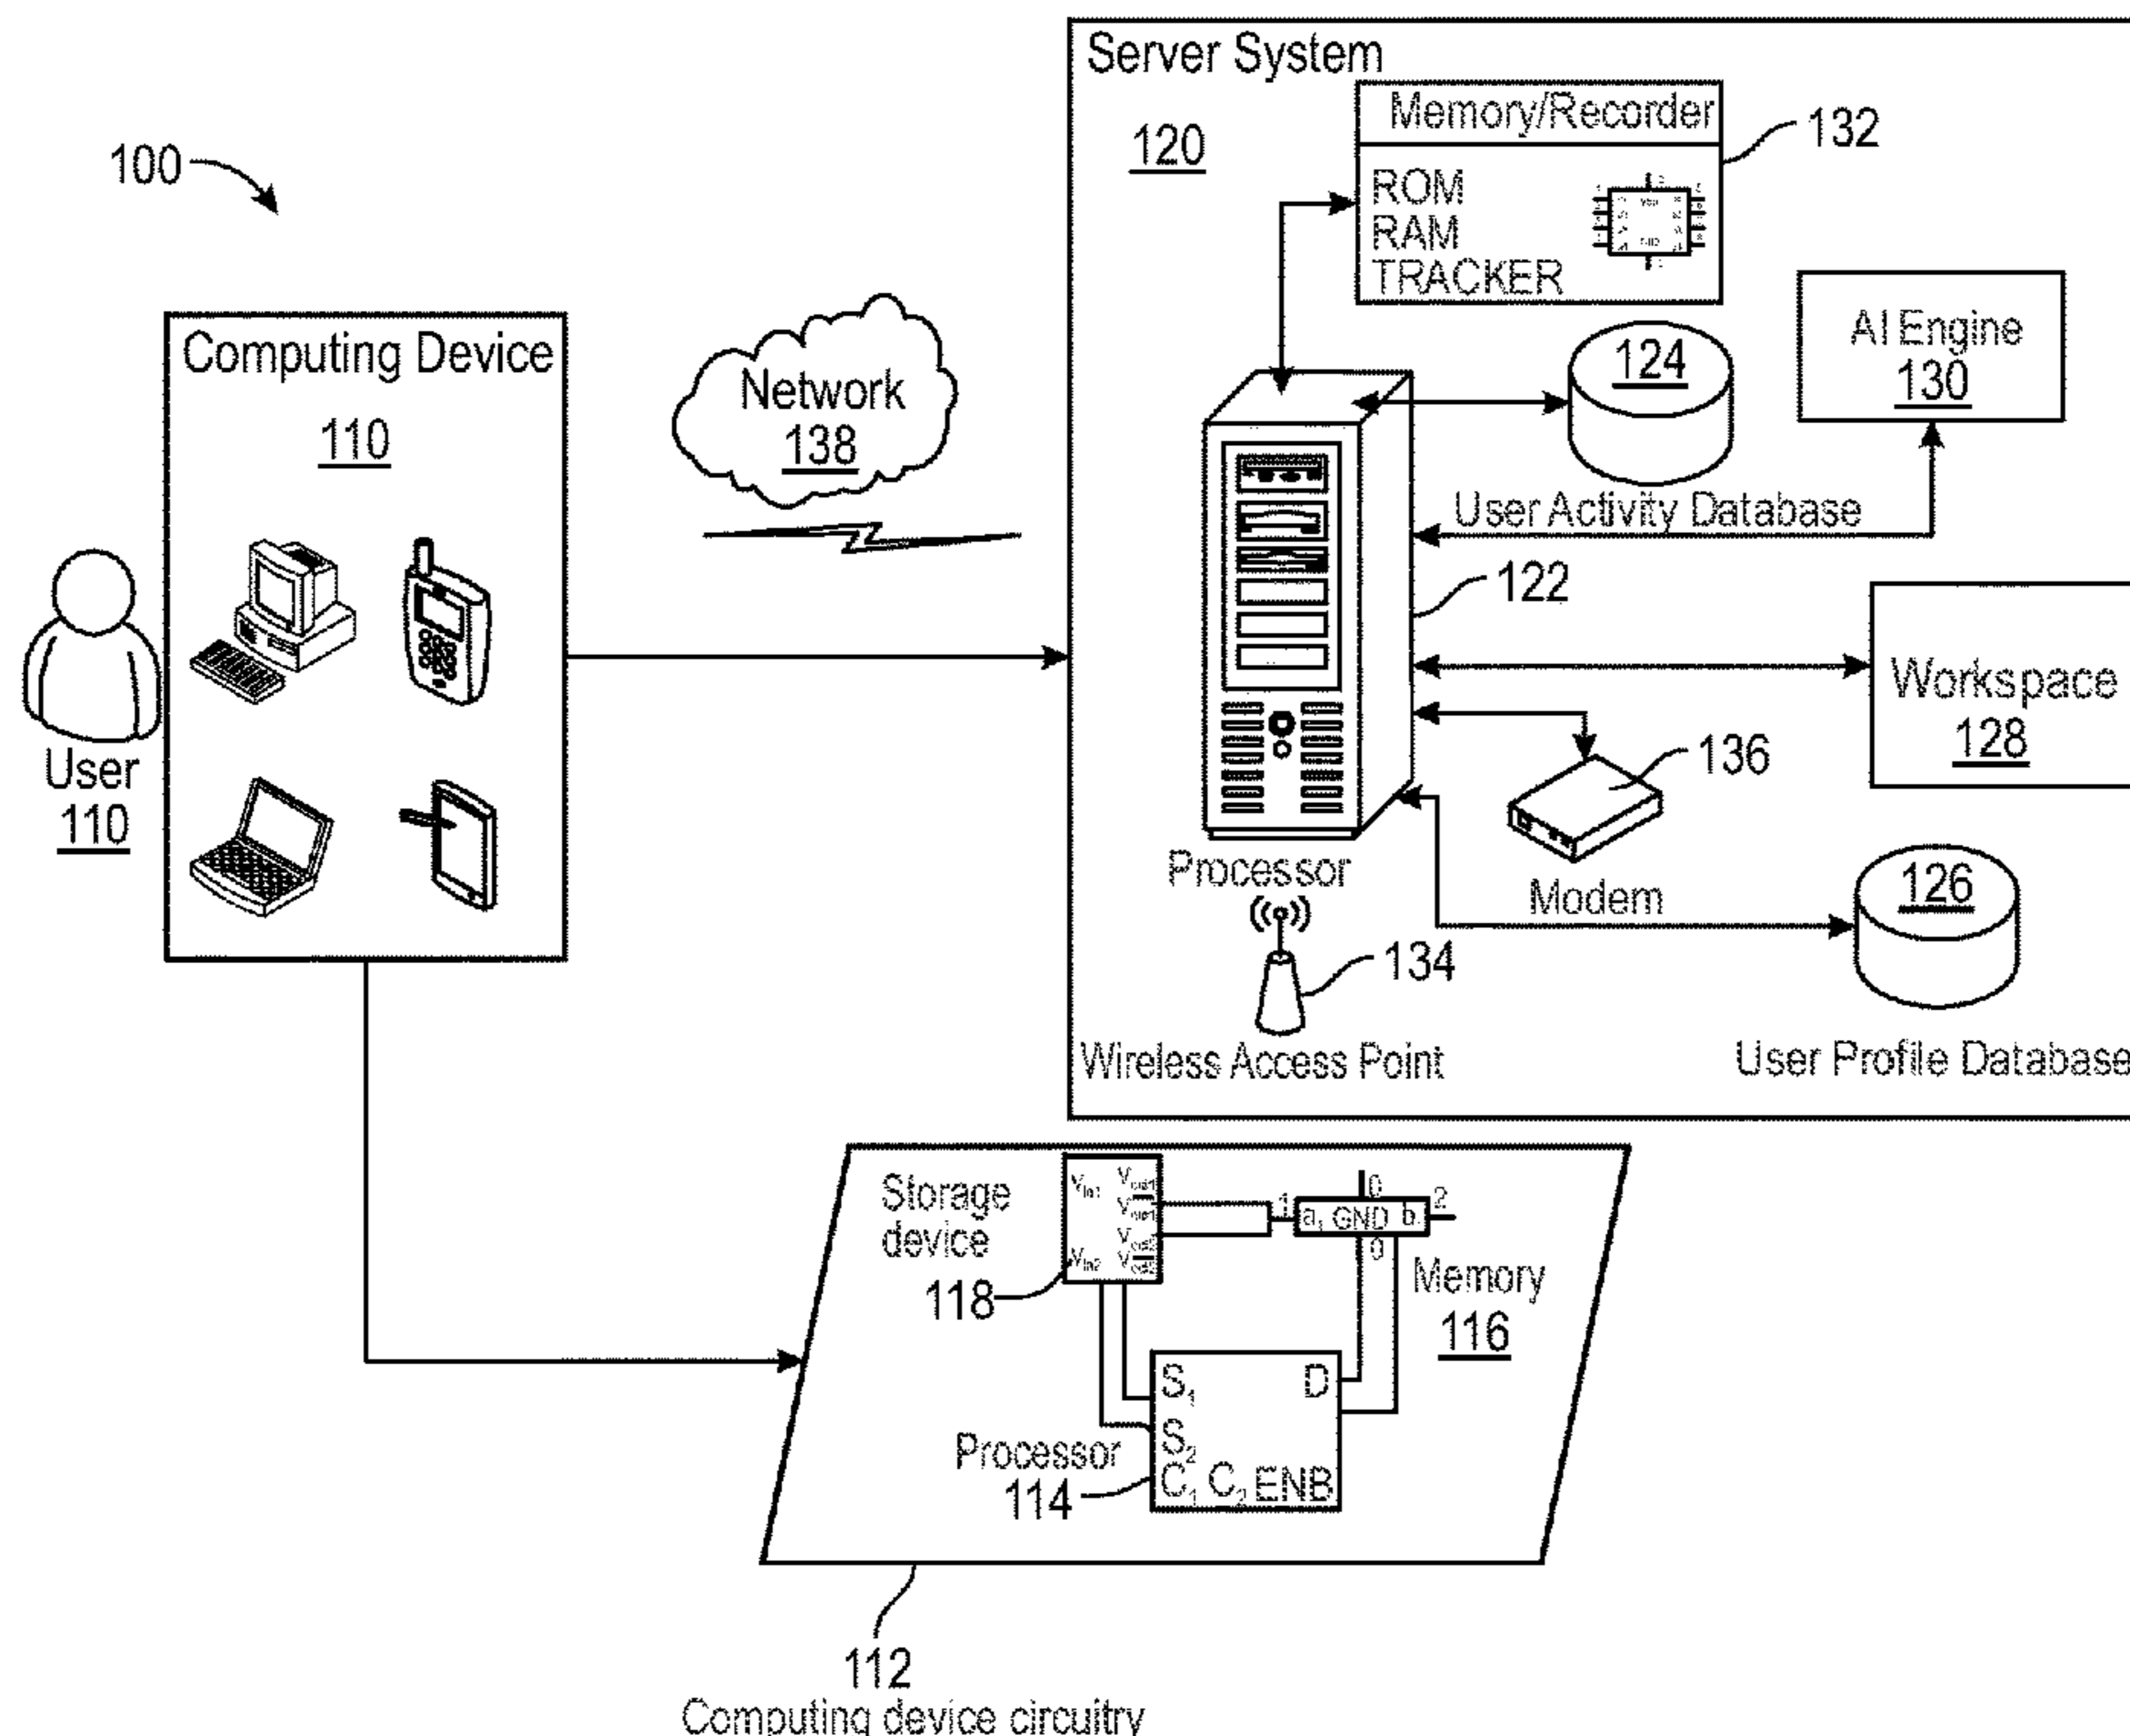 100
Computing Device
110
User
110
Network
138
Server System
120
Memory/Recorder
132
ROM
RAM
TRACKER
124
User Activity Database
AI Engine
130
122
Workspace
128
136
Modem
Processor
134
Wireless Access Point
126
User Profile Database
Storage
device
118
Vin1
Vin2
1
0
a1 GND b
2
0
Memory
116
S1
D
S2
C1 C2 ENB
Processor
114
112
Computing device circuitry